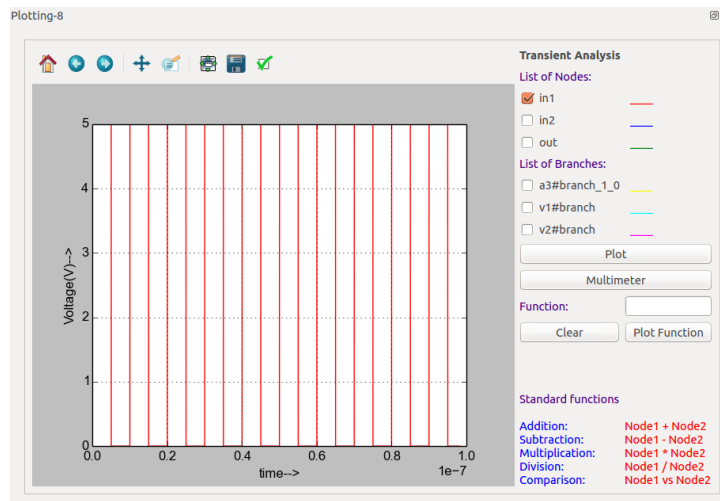 Plotting-8
Transient Analysis
List of Nodes:
in1
in2
out
List of Branches:
a3#branch_1_0
v1#branch
v2#branch
Plot
Multimeter
Function:
Clear Plot Function
Standard functions
Addition: Node1 + Node2
Subtraction: Node1 - Node2
Multiplication: Node1 * Node2
Division: Node1 / Node2
Comparison: Node1 vs Node2
5
4
3
2
1
0
Voltage(V)-->
0.0 0.2 0.4 0.6 0.8 1.0
time-->
1e-7